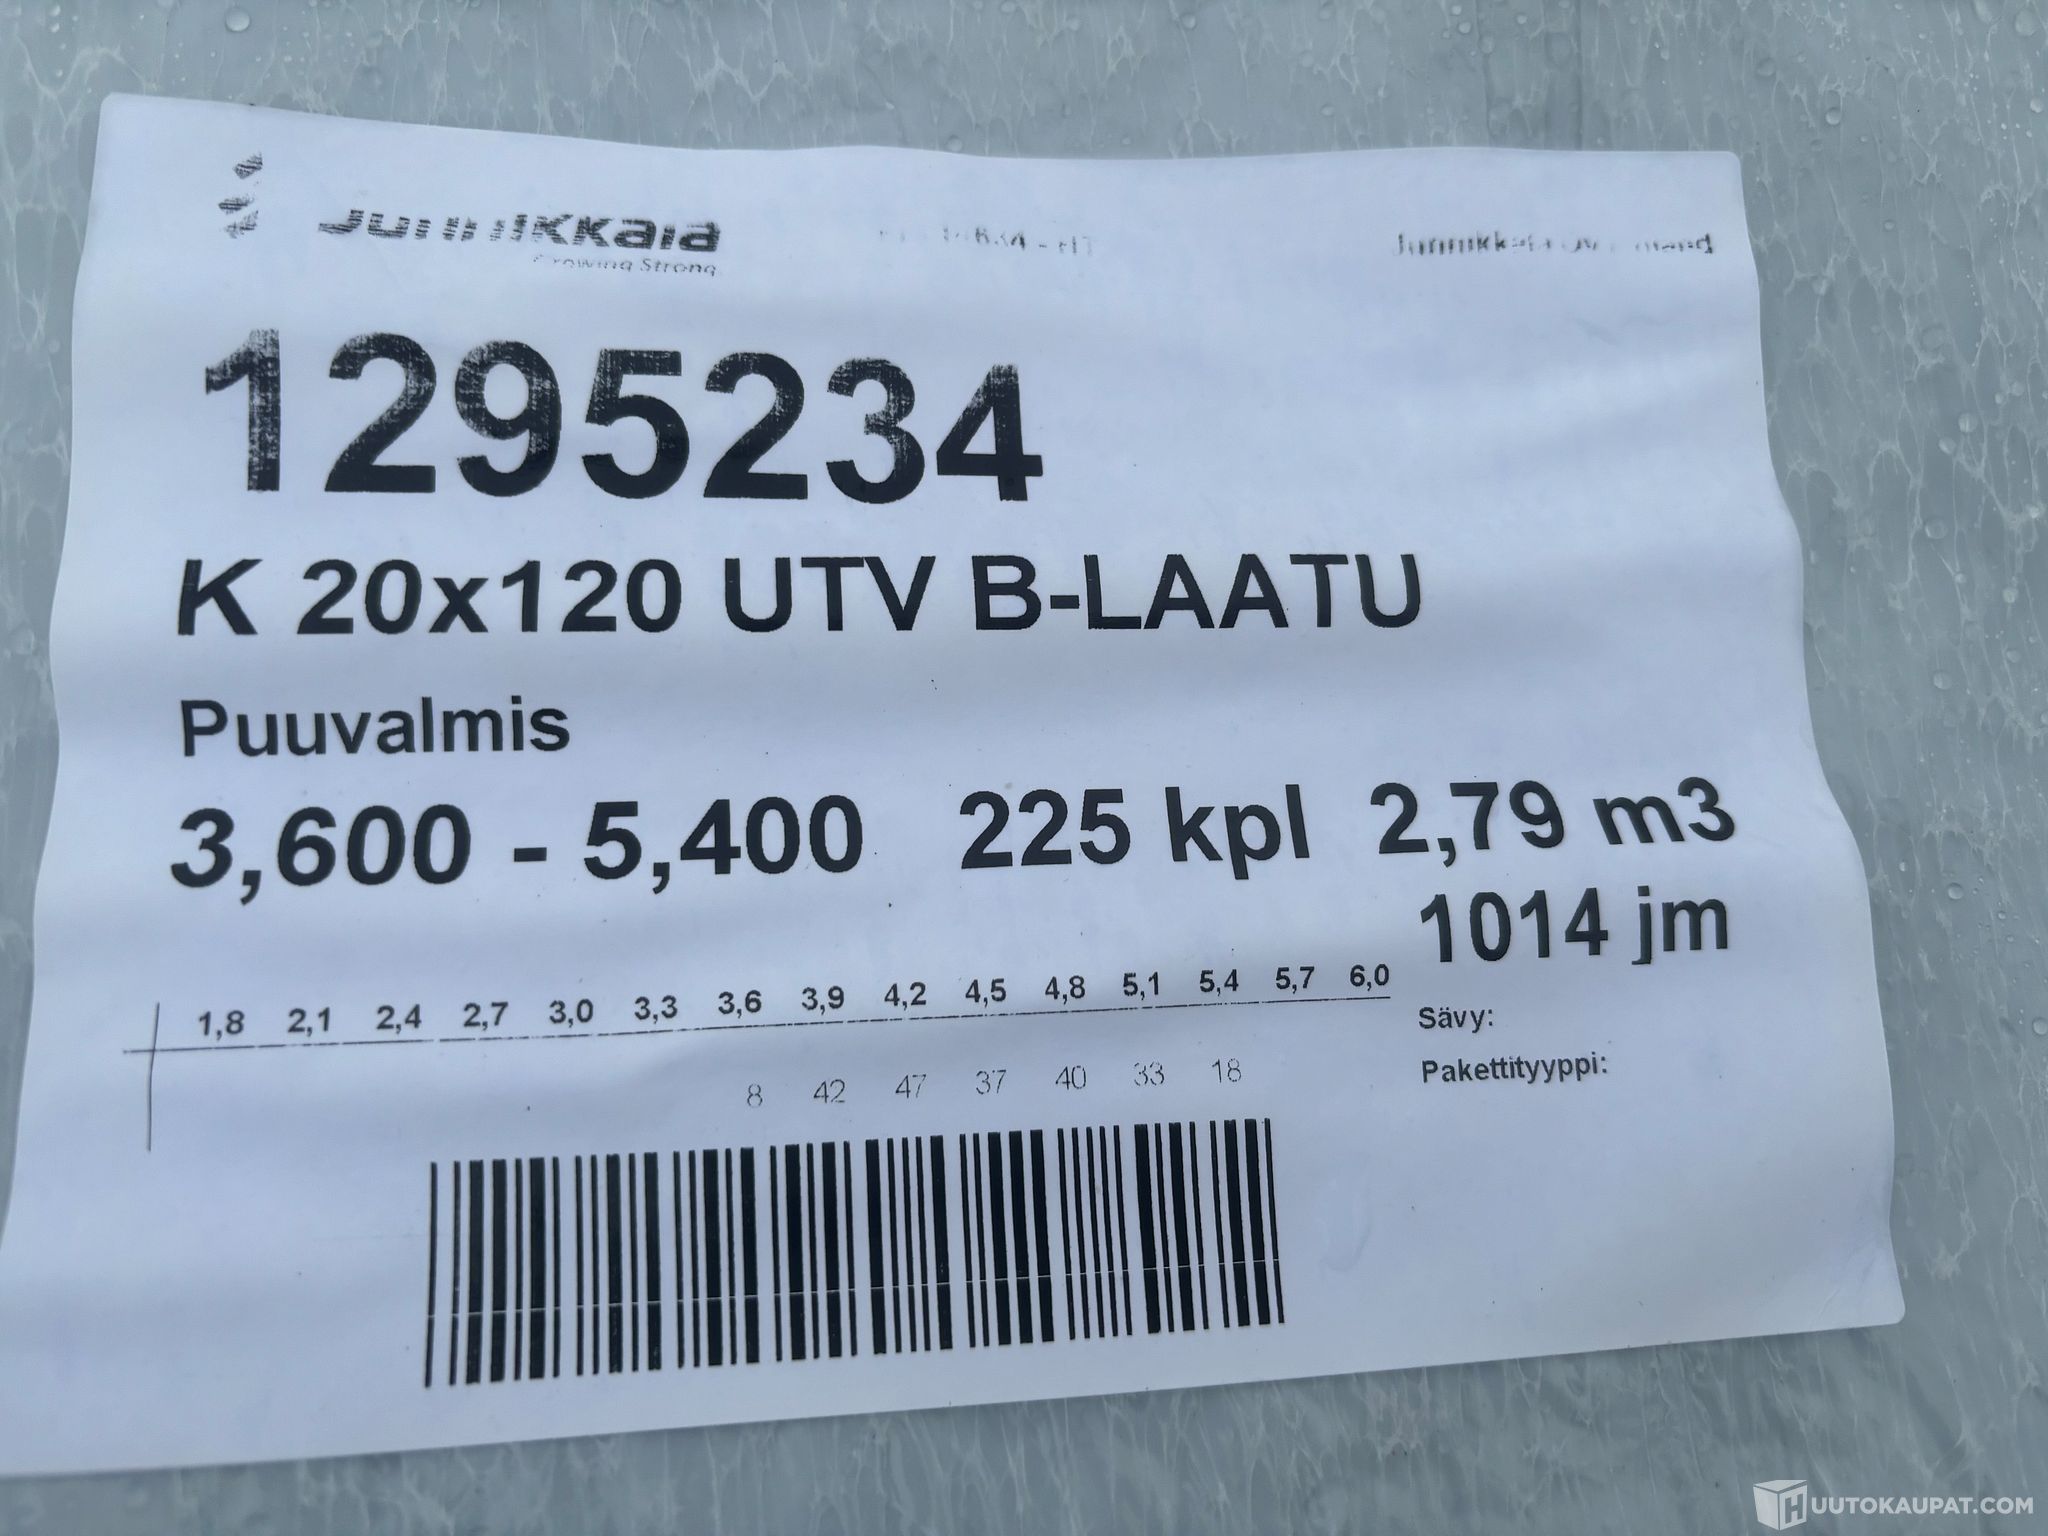 Junnikkala
Growing Strong
1295234
K 20x120 UTV B-LAATU
Puuvalmis
3,600 - 5,400 225 kpl 2,79 m3
1014 jm
1,8 2,1 2,4 2,7 3,0 3,3 3,6 3,9 4,2 4,5 4,8 5,1 5,4 5,7 6,0
8 42 47 37 40 33 18
Sävy:
Pakettityyppi:
HUUTOKAUPAT.COM